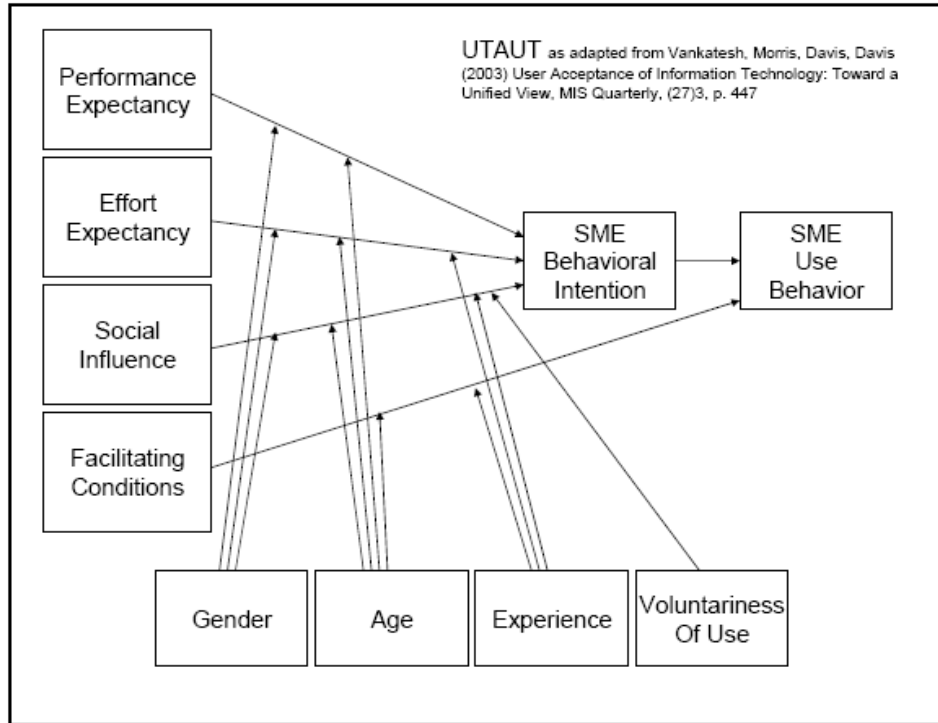 Performance
Expectancy
UTAUT as adapted from Vankatesh, Morris, Davis, Davis
(2003) User Acceptance of Information Technology: Toward a
Unified View, MIS Quarterly, (27)3, p. 447
Effort
Expectancy
SME
Behavioral
Intention
SME
Use
Behavior
Social
Influence
Facilitating
Conditions
Gender
Age
Experience
Voluntariness
Of Use